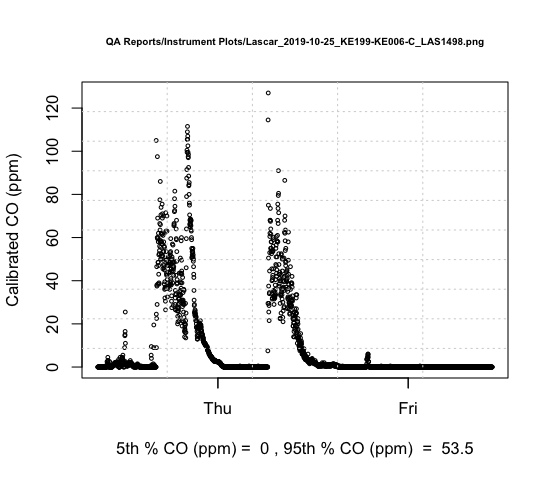 QA Reports/Instrument Plots/Lascar_2019-10-25_KE199-KE006-C_LAS1498.png
Calibrated CO (ppm)
120
100
80
60
40
20
0
Thu Fri
5th % CO (ppm) = 0 , 95th % CO (ppm) = 53.5